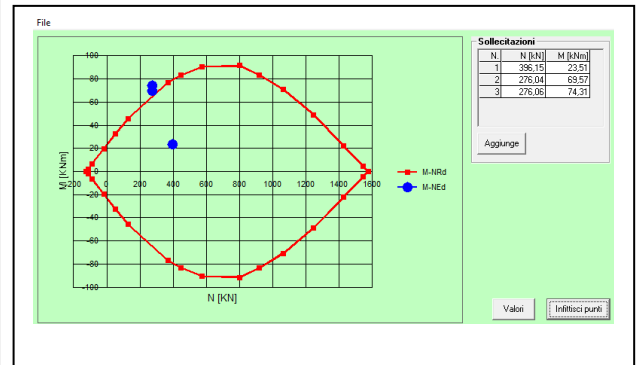 File
Sollecitazioni
N. N [kN] M [kNm]
1 396,15 23,51
2 276,04 69,57
3 276,06 74,31
Aggiunge
100
80
60
40
20
-200 0 200 400 600 800 1000 1200 1400 1600
-20
-40
-60
-80
-100
M [KNm]
N [KN]
M-NRd
M-NEd
Valori
Infittisci punti